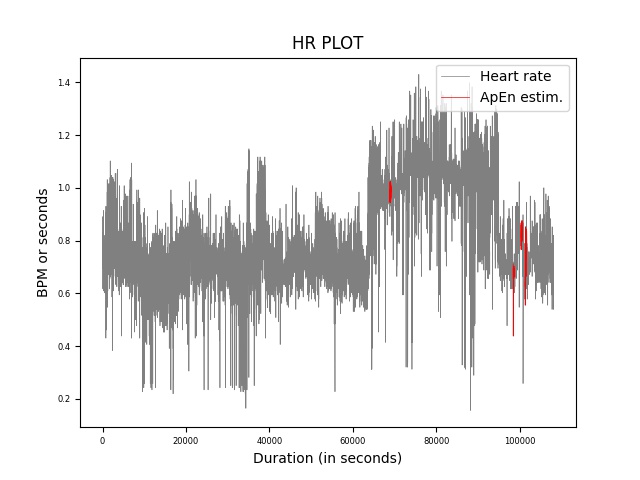 HR PLOT
Heart rate
ApEn estim.
BPM or seconds
1.4
1.2
1.0
0.8
0.6
0.4
0.2
0 20000 40000 60000 80000 100000
Duration (in seconds)